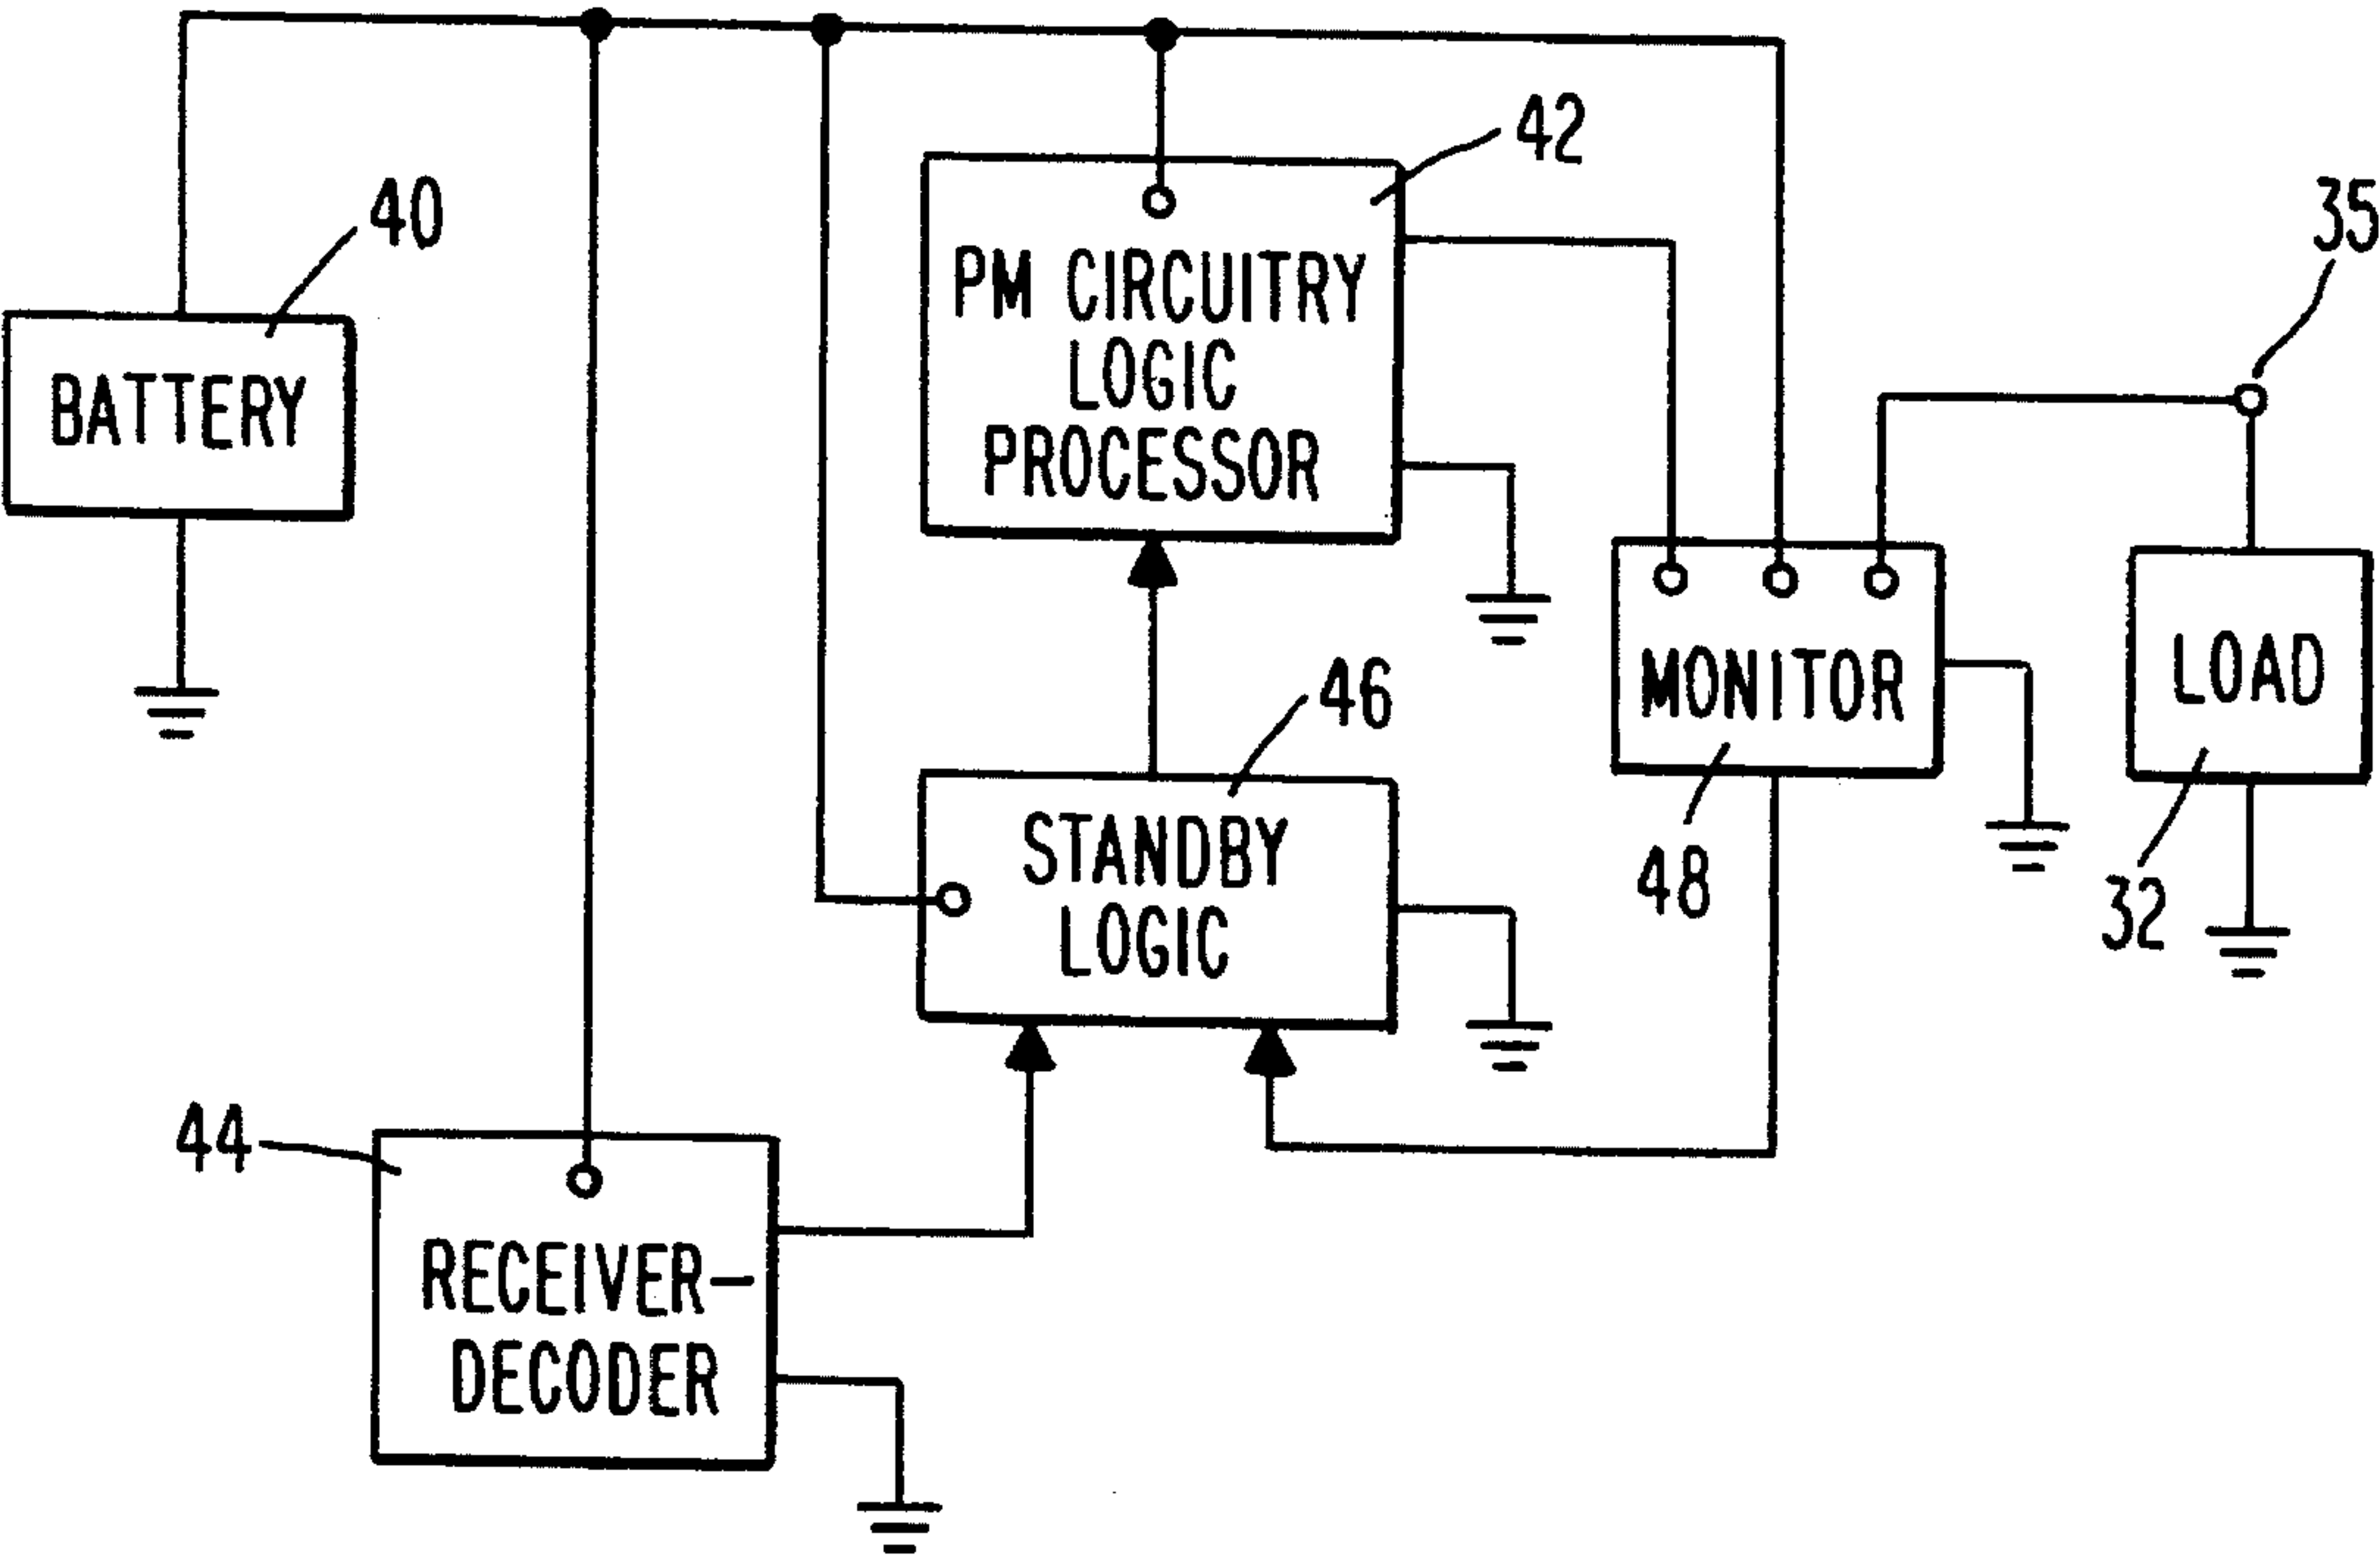 42
35
40
PM CIRCUITRY
LOGIC
PROCESSOR
BATTERY
46
MONITOR
LOAD
STANDBY
LOGIC
48
32
44
RECEIVER-
DECODER